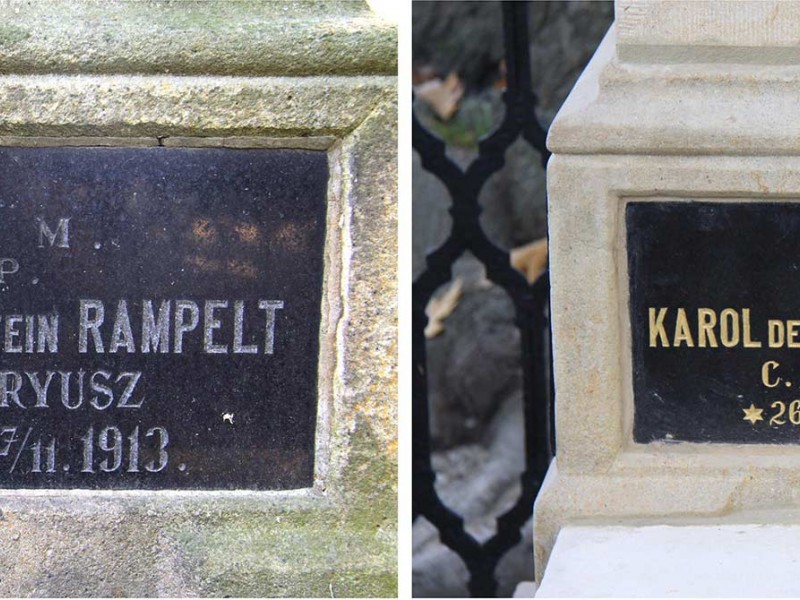 M.
P.
EIN RAMPELT
RYUSZ
7/11. 1913.
KAROL DE
C.
*26